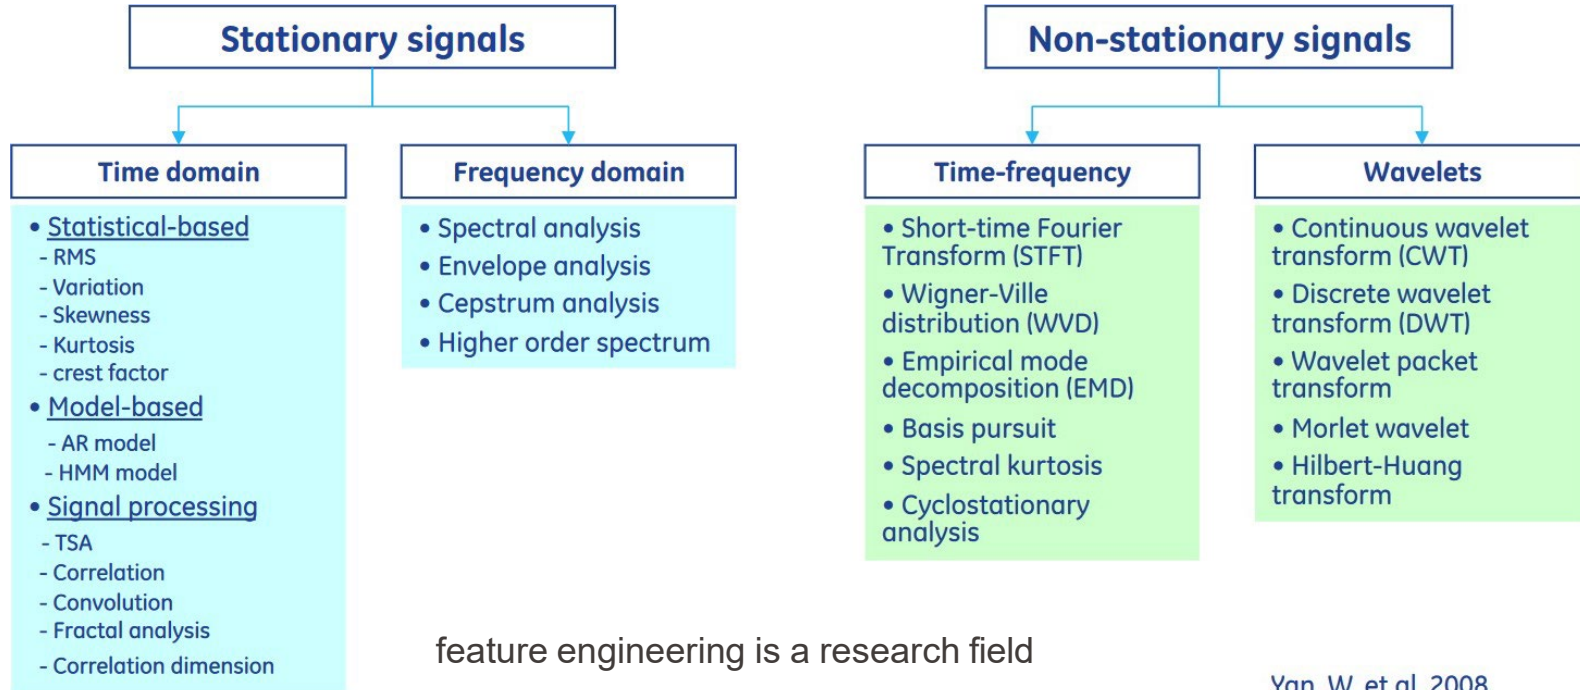 Stationary signals
Time domain
• Statistical-based
- RMS
- Variation
- Skewness
- Kurtosis
- crest factor
• Model-based
- AR model
- HMM model
• Signal processing
- TSA
- Correlation
- Convolution
- Fractal analysis
- Correlation dimension
Frequency domain
• Spectral analysis
• Envelope analysis
• Cepstrum analysis
• Higher order spectrum
Non-stationary signals
Time-frequency
• Short-time Fourier
Transform (STFT)
• Wigner-Ville
distribution (WVD)
• Empirical mode
decomposition (EMD)
• Basis pursuit
• Spectral kurtosis
• Cyclostationary
analysis
Wavelets
• Continuous wavelet
transform (CWT)
• Discrete wavelet
transform (DWT)
• Wavelet packet
transform
• Morlet wavelet
• Hilbert-Huang
transform
feature engineering is a research field
Yan, W. et al, 2008